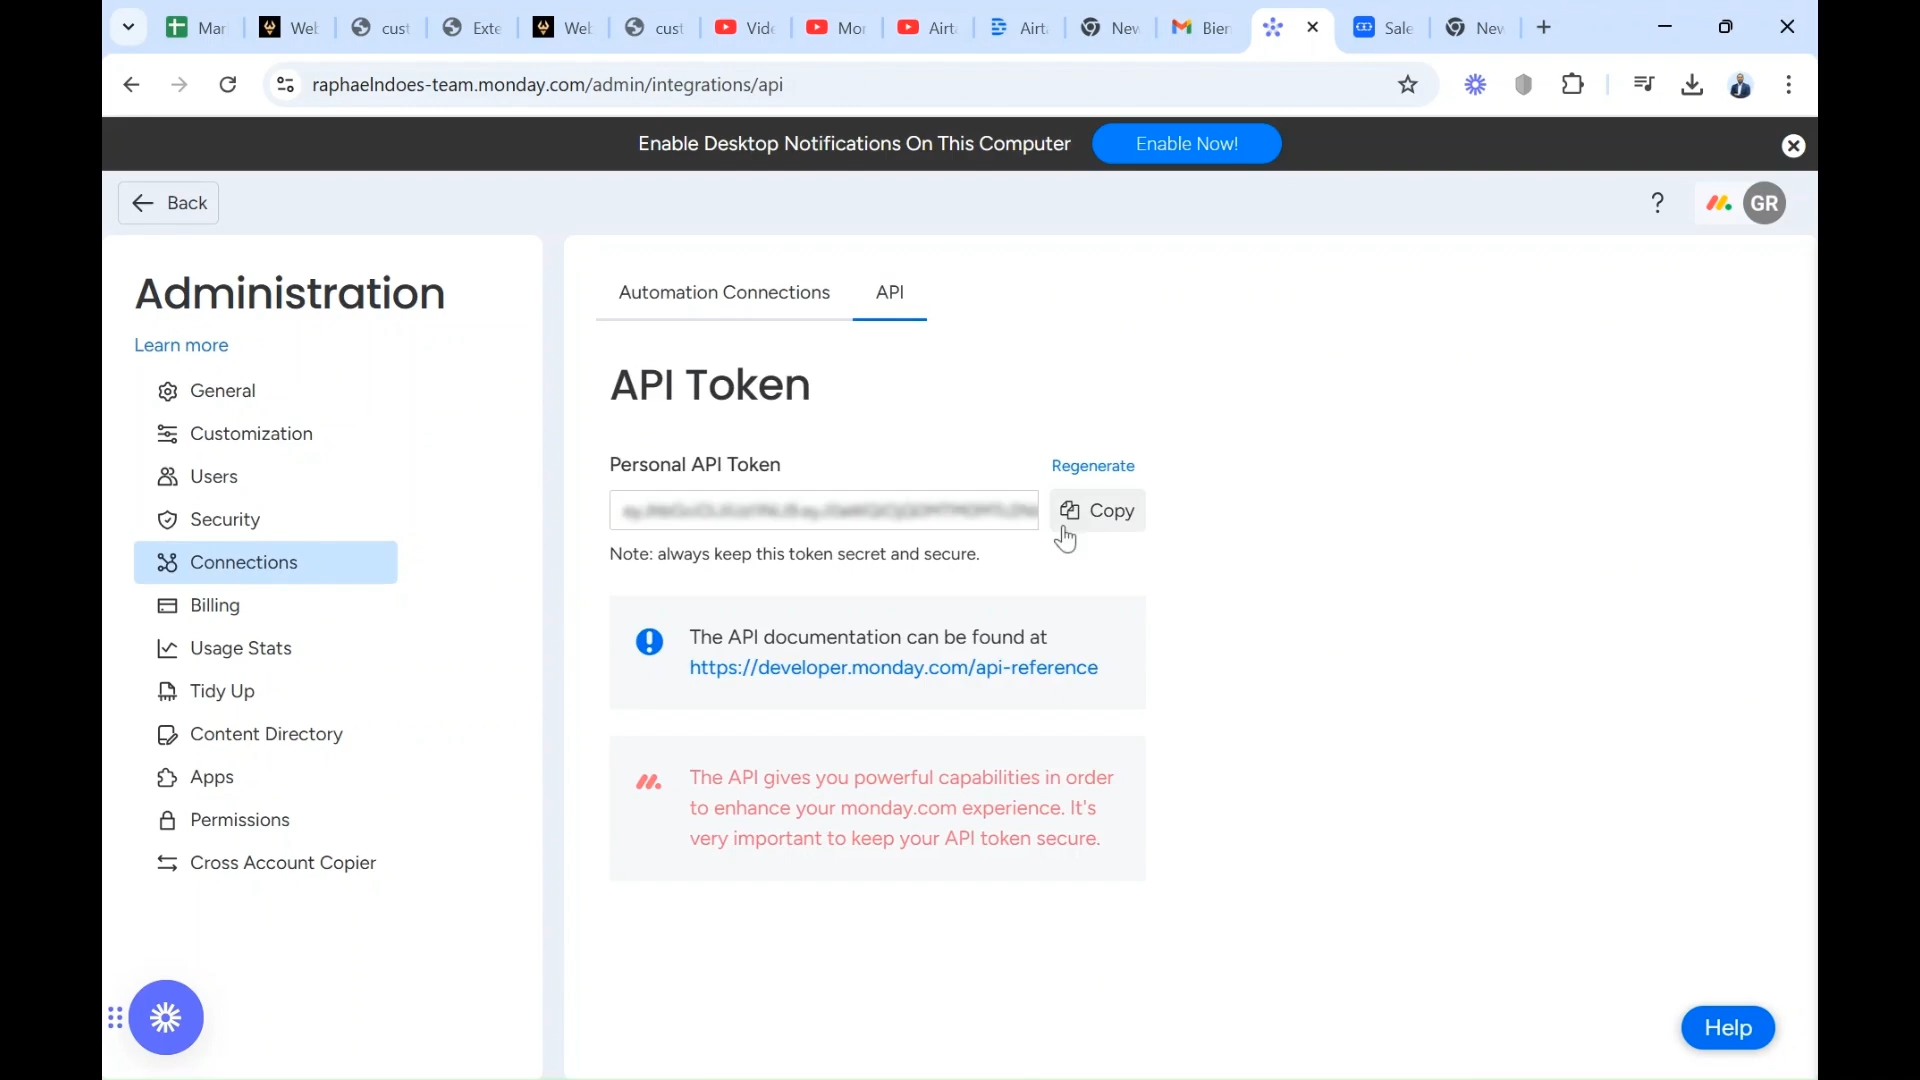 Mar
Web
cust
Exte
Web
cust
Vide
Mor
Airta
Airta
New
Bien
Sale
New
raphaelndoes-team.monday.com/admin/integrations/api
Enable Desktop Notifications On This Computer
Enable Now!
Back
?
GR
Administration
Learn more
General
Customization
Users
Security
Connections
Billing
Usage Stats
Tidy Up
Content Directory
Apps
Permissions
Cross Account Copier
Automation Connections
API
API Token
Personal API Token
Regenerate
Copy
Note: always keep this token secret and secure.
The API documentation can be found at
https://developer.monday.com/api-reference
The API gives you powerful capabilities in order
to enhance your monday.com experience. It's
very important to keep your API token secure.
Help